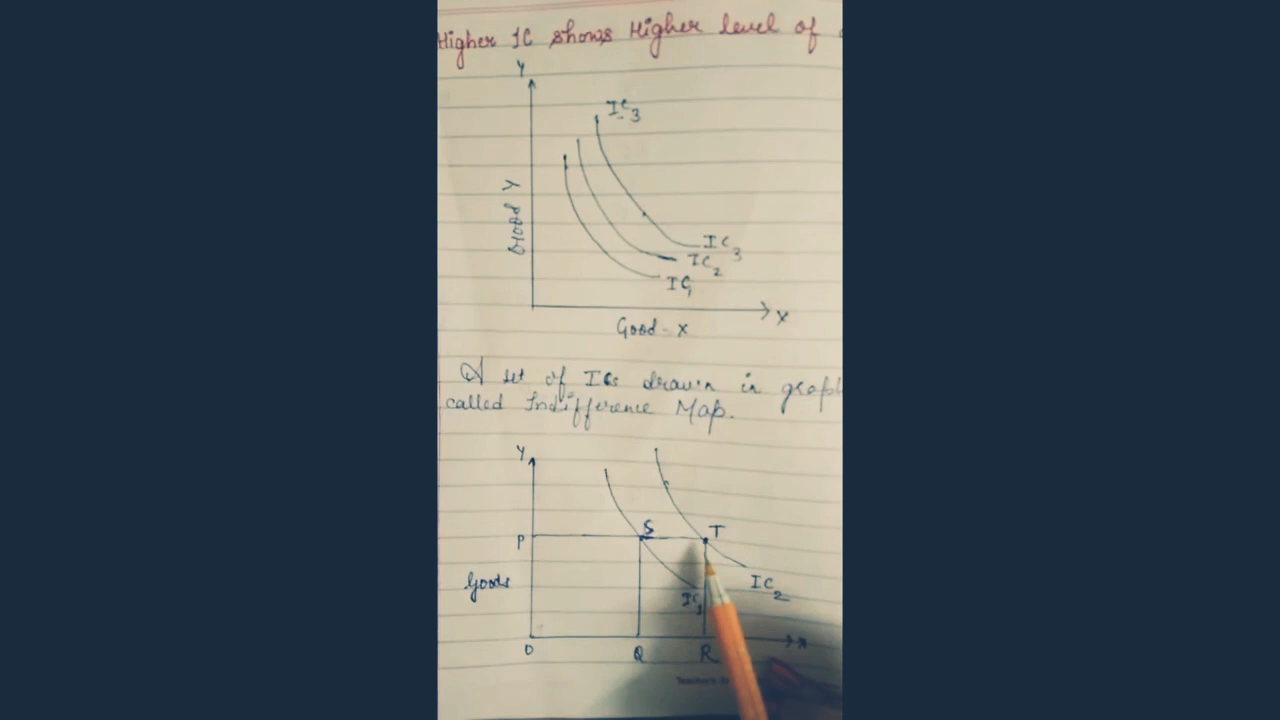 Higher IC shows Higher level of
Y
IC3
Good Y
IC3
IC2
IC1
X
Good - X
A set of ICs drawn in graph
called Indifference Map.
Y
S
T
P
Goods
IC2
IC1
X
O
Q
R
Teacher's